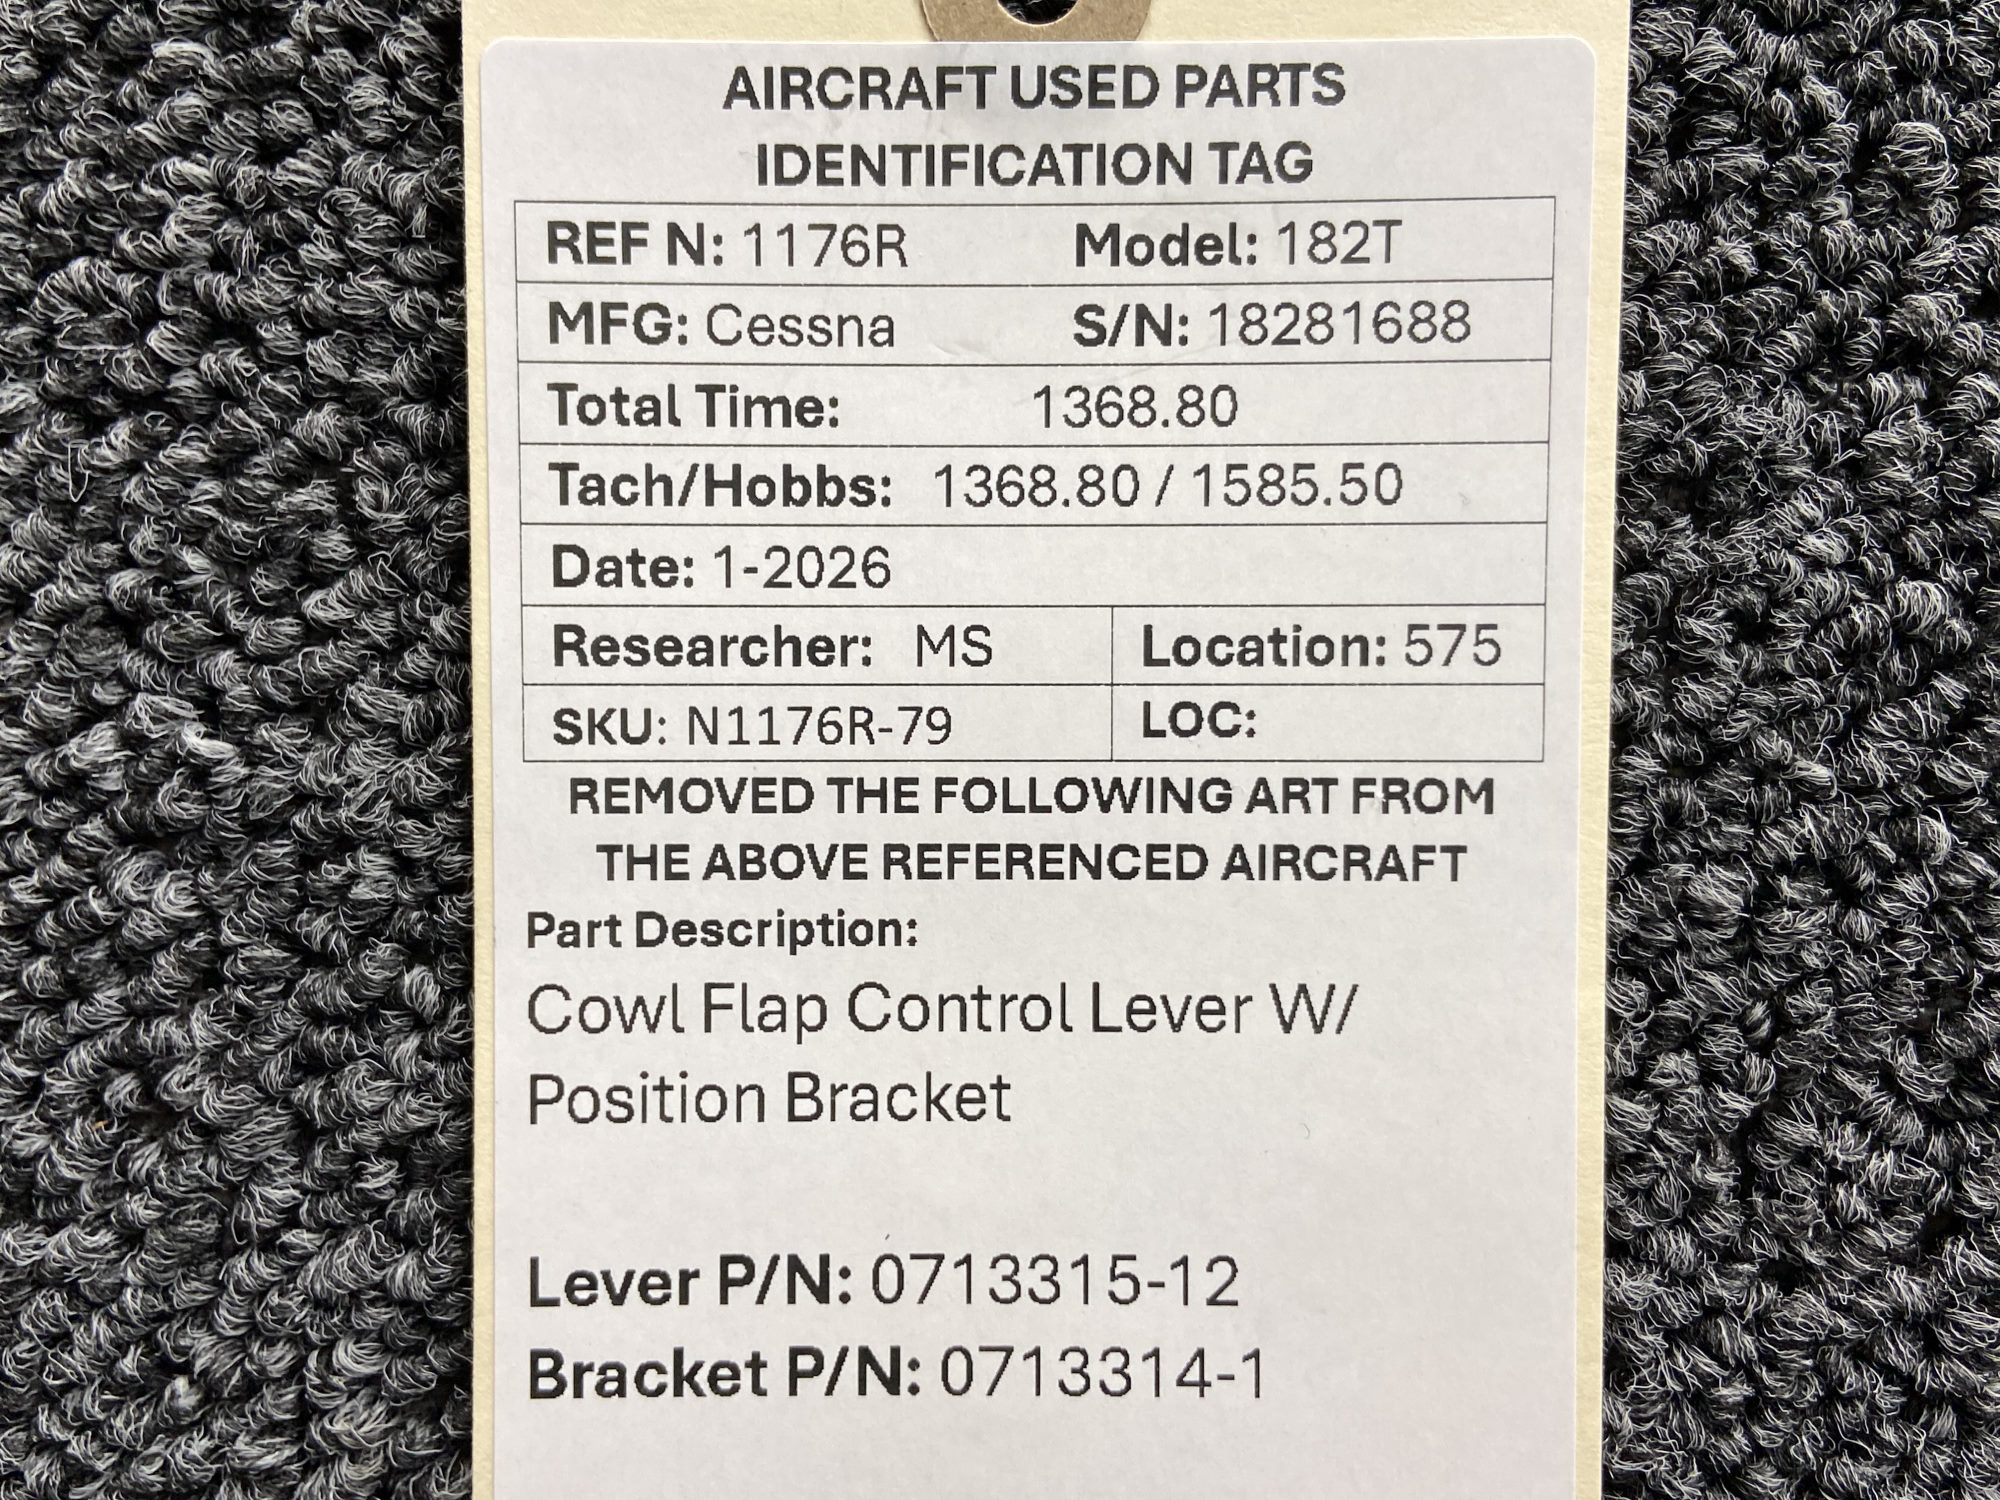 AIRCRAFT USED PARTS
IDENTIFICATION TAG
REF N: 1176R Model: 182T
MFG: Cessna S/N: 18281688
Total Time: 1368.80
Tach/Hobbs: 1368.80 / 1585.50
Date: 1-2026
Researcher: MS Location: 575
SKU: N1176R-79 LOC:
REMOVED THE FOLLOWING ART FROM
THE ABOVE REFERENCED AIRCRAFT
Part Description:
Cowl Flap Control Lever W/
Position Bracket
Lever P/N: 0713315-12
Bracket P/N: 0713314-1